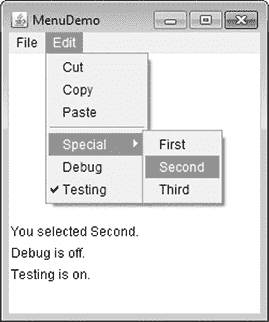 MenuDemo
File Edit
Cut
Copy
Paste
Special First
Debug Second
Testing Third
You selected Second.
Debug is off.
Testing is on.